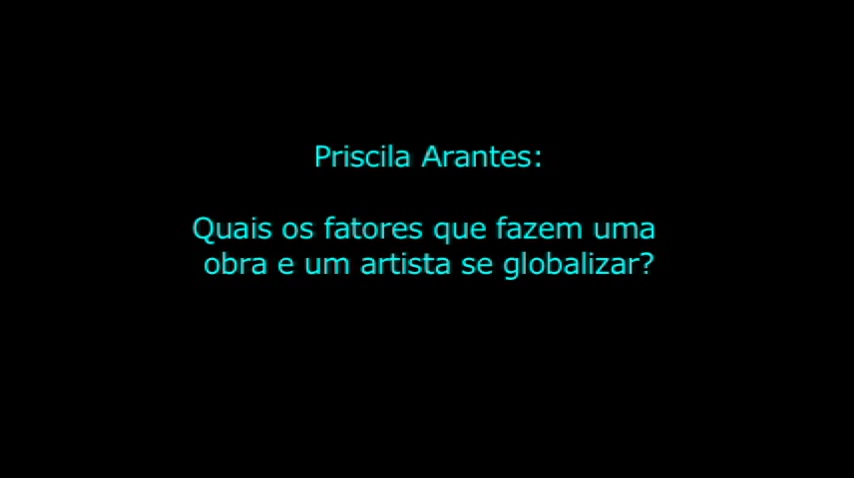 Priscila Arantes:
Quais os fatores que fazem uma
obra e um artista se globalizar?